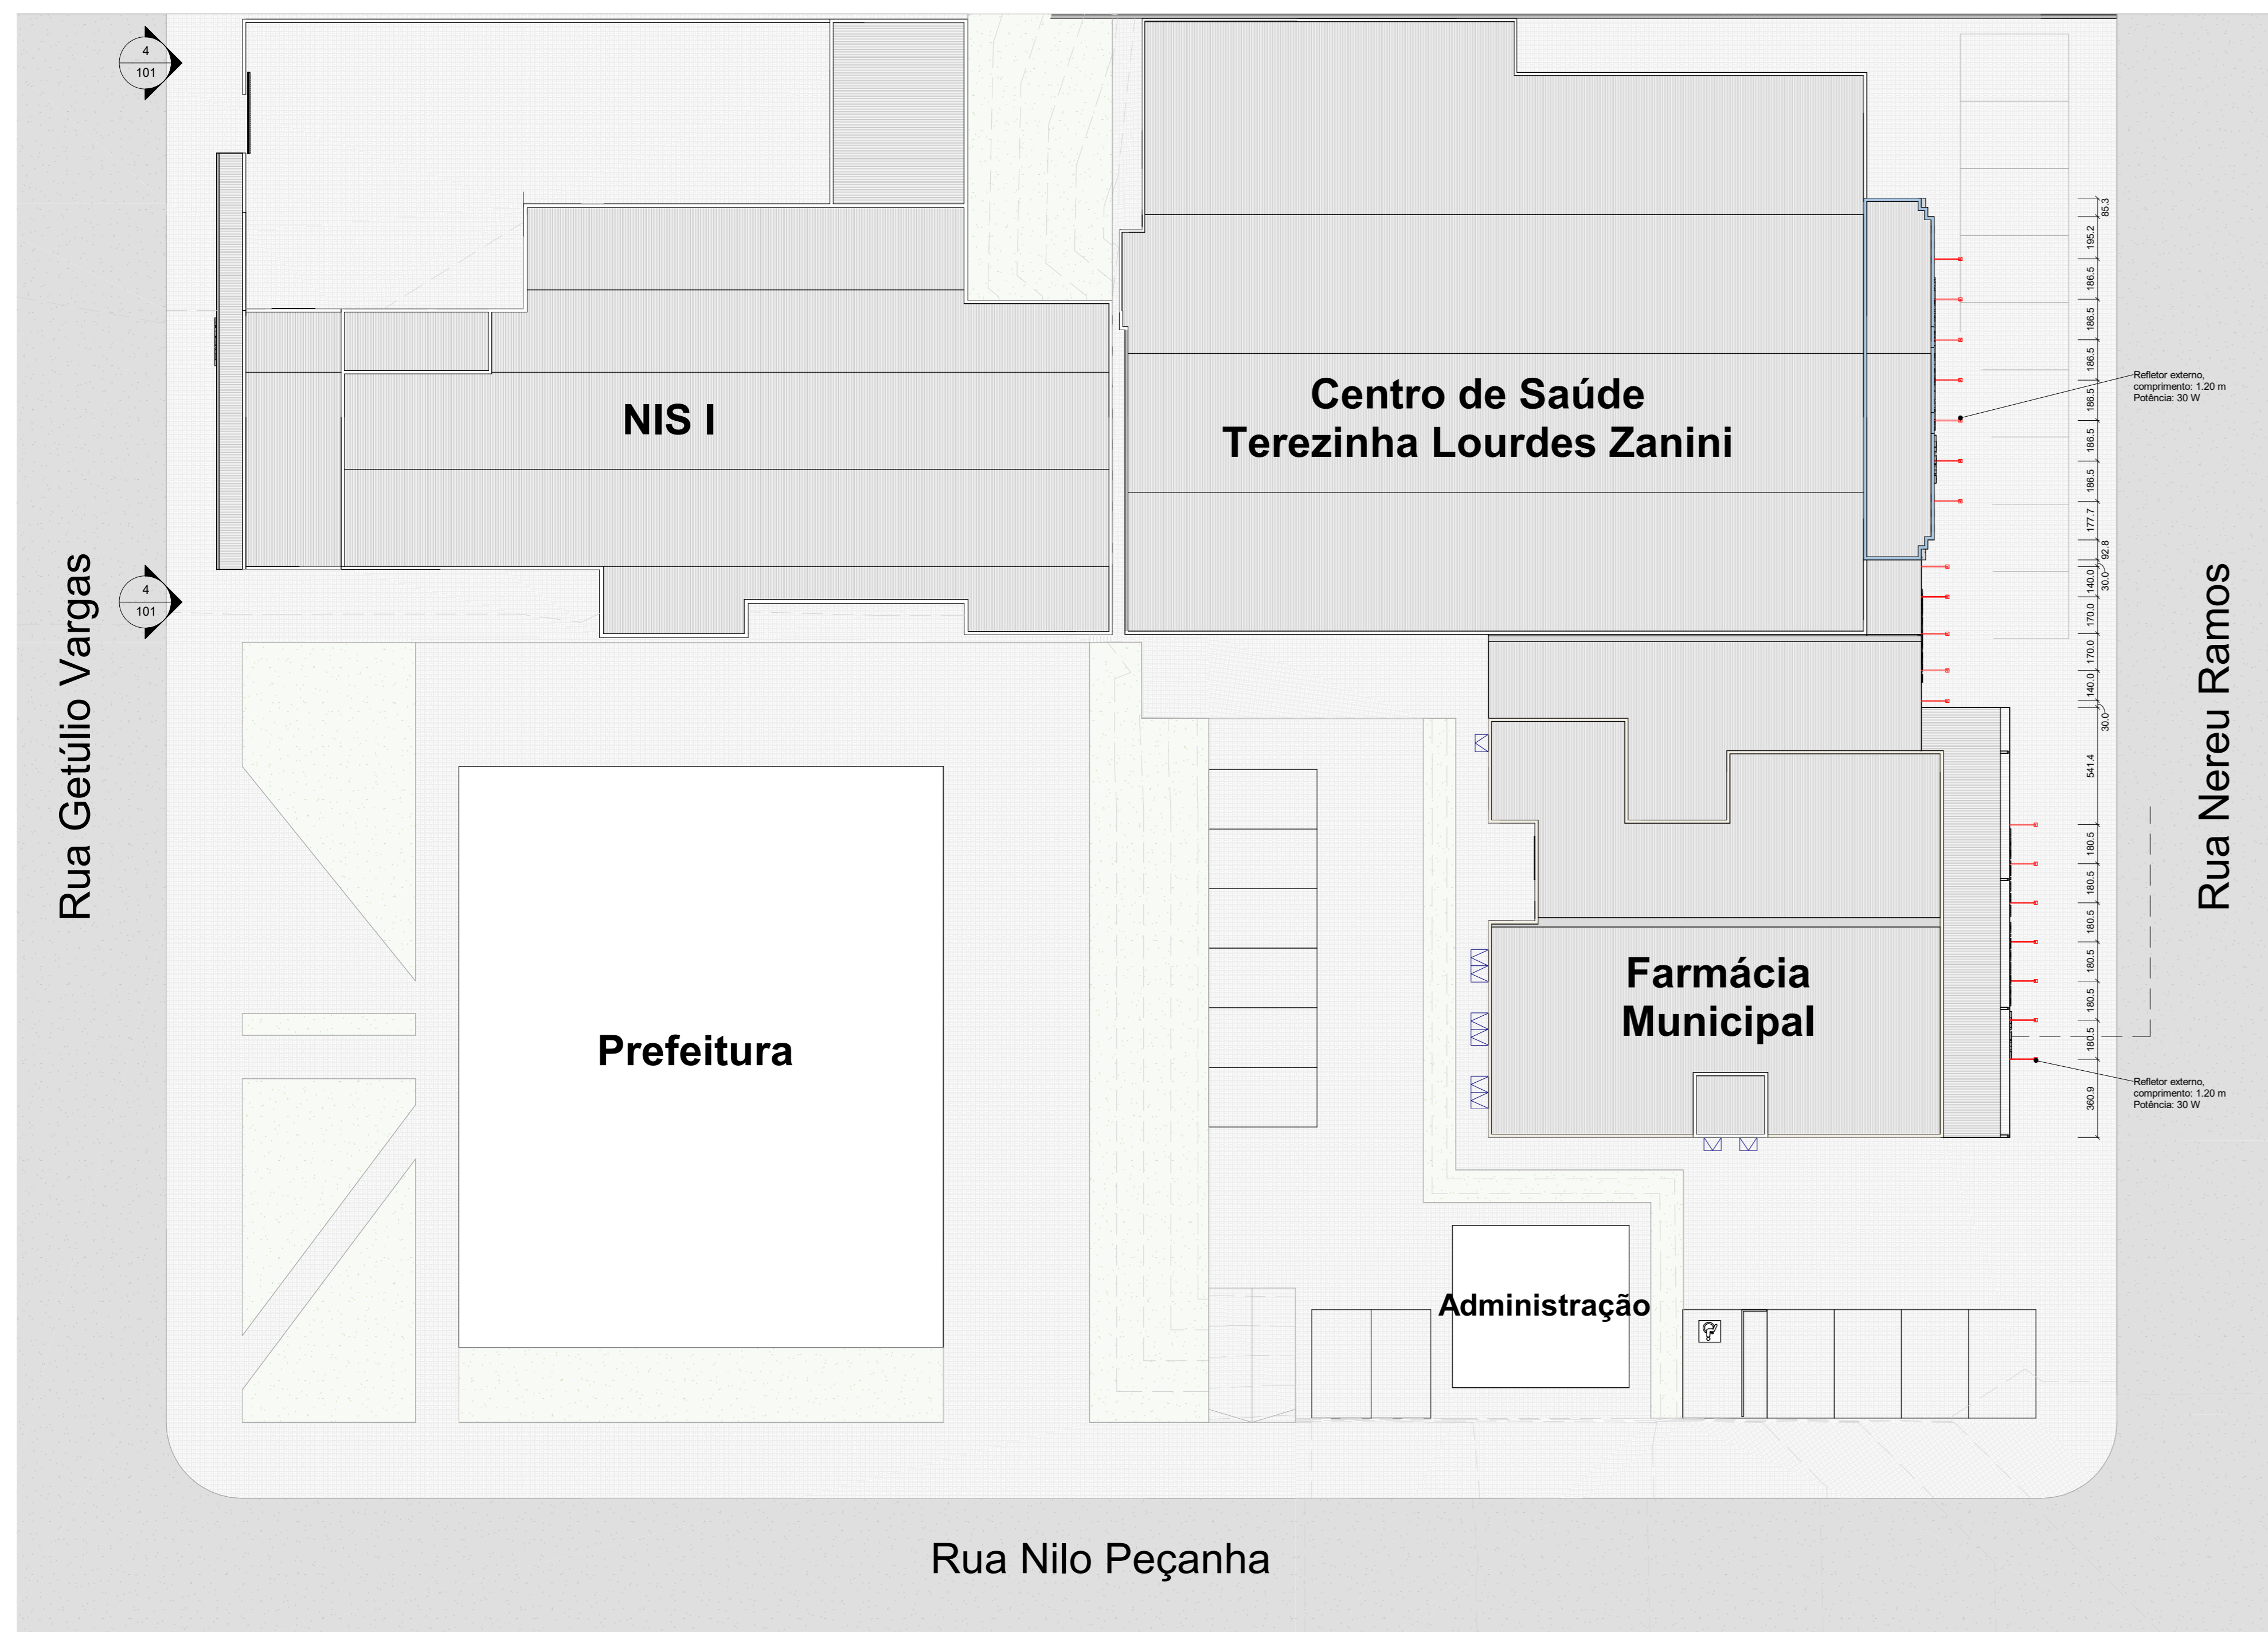 4
101
85.3
195.2
186.5
186.5
186.5
186.5
186.5
186.5
177.7
92.8
30.0
140.0
170.0
170.0
140.0
30.0
541.4
180.5
180.5
180.5
180.5
180.5
180.5
360.9
Refletor externo,
comprimento: 1.20 m
Potência: 30 W
NIS I
Centro de Saúde
Terezinha Lourdes Zanini
4
101
Rua Getúlio Vargas
Rua Nereu Ramos
Farmácia
Municipal
Prefeitura
Refletor externo,
comprimento: 1.20 m
Potência: 30 W
Administração
Rua Nilo Peçanha